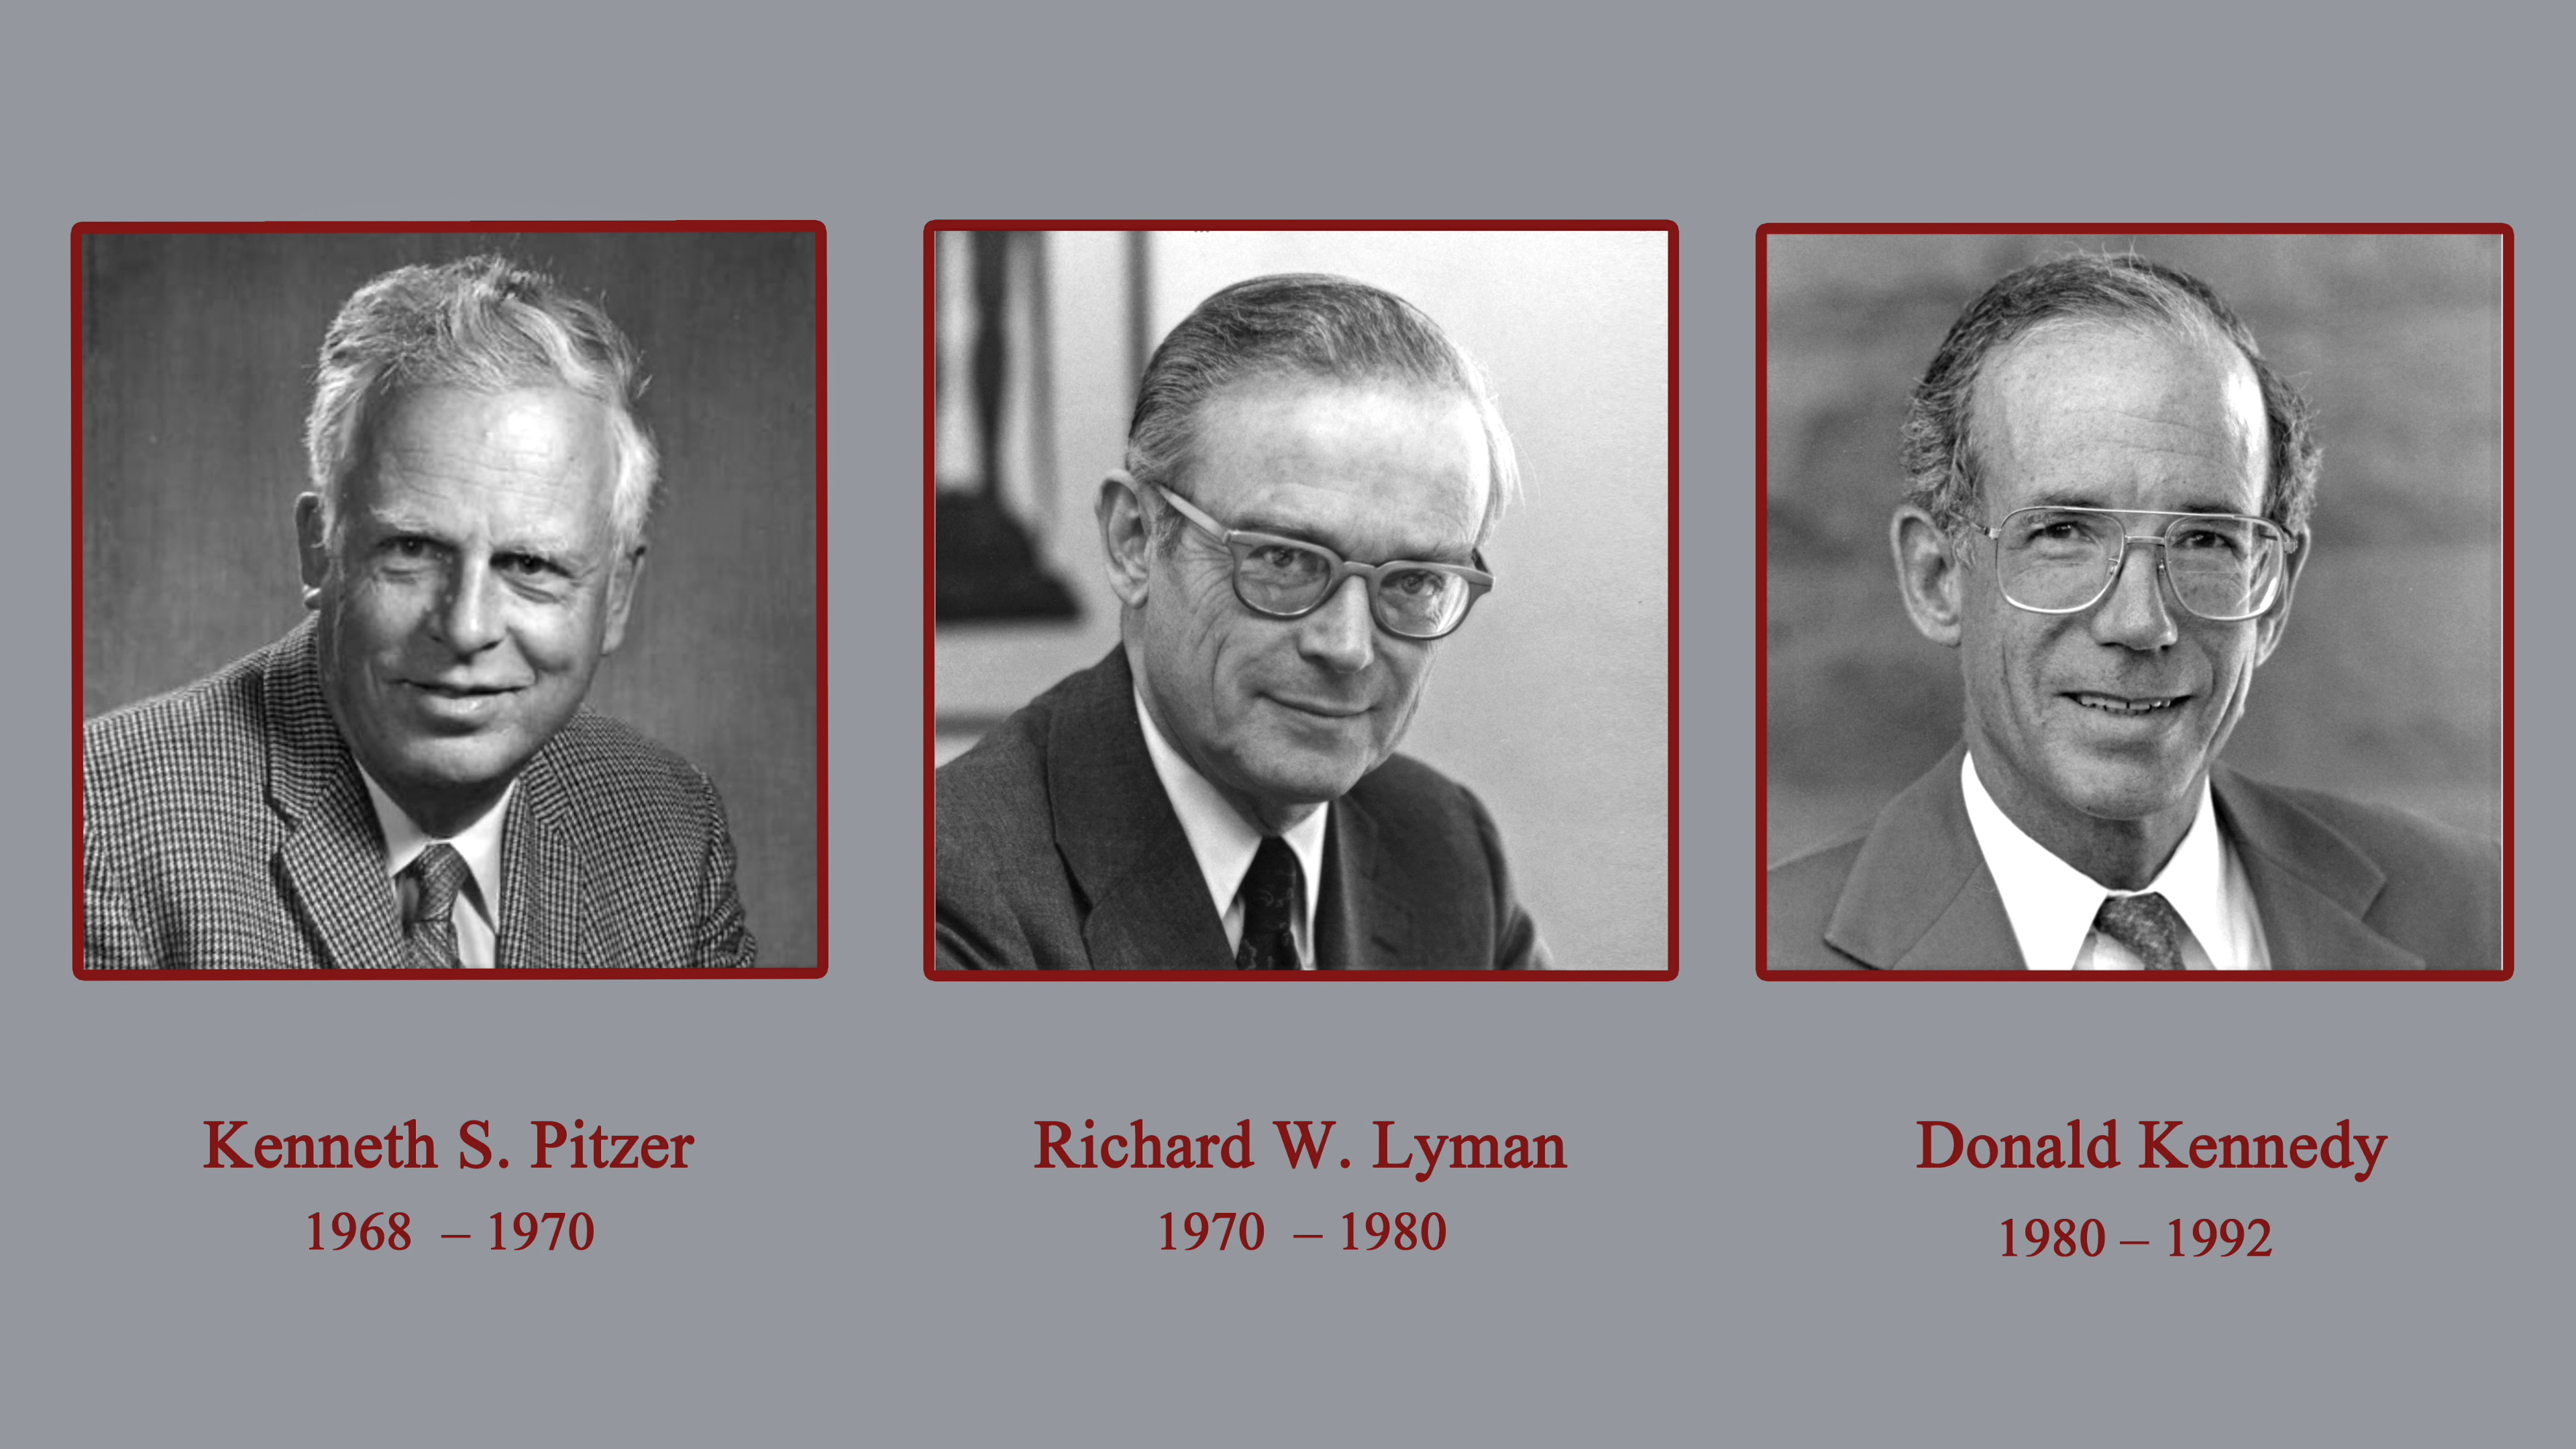 Kenneth S. Pitzer
1968 – 1970
Richard W. Lyman
1970 – 1980
Donald Kennedy
1980 – 1992